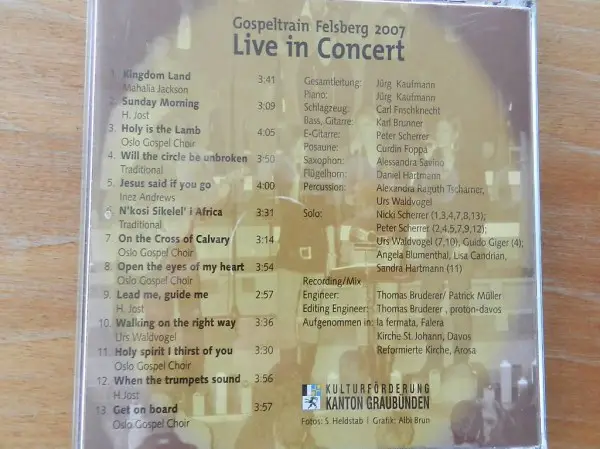 Gospeltrain Felsberg 2007
Live in Concert
1. Kingdom Land 3:41
Mahalia Jackson
2. Sunday Morning 3:09
H. Jost
3. Holy is the Lamb 4:05
Oslo Gospel Choir
4. Will the circle be unbroken 3:50
Traditional
5. Jesus said if you go 4:00
Inez Andrews
6. N'kosi Sikelel' i Africa 3:31
Traditional
7. On the Cross of Calvary 3:14
Oslo Gospel Choir
8. Open the eyes of my heart 3:54
Oslo Gospel Choir
9. Lead me, guide me 2:57
H. Jost
10. Walking on the right way 3:36
Urs Waldvogel
11. Holy spirit I thirst of you 3:30
Oslo Gospel Choir
12. When the trumpets sound 3:56
H.Jost
13. Get on board 3:57
Oslo Gospel Choir
Gesamtleitung: Jürg Kaufmann
Piano: Jürg Kaufmann
Schlagzeug: Carl Frischknecht
Bass, Gitarre: Karl Brunner
E-Gitarre: Peter Scherrer
Posaune: Curdin Foppa
Saxophon: Alessandra Savino
Flügelhorn: Daniel Hartmann
Percussion: Alexandra Raguth Tscharner,
Urs Waldvogel
Solo: Nicki Scherrer (1,3,4,7,8,13);
Peter Scherrer (2,4,5,7,9,12);
Urs Waldvogel (7,10), Guido Giger (4);
Angela Blumenthal, Lisa Candrian,
Sandra Hartmann (11)
Recording/Mix
Engineer: Thomas Bruderer/ Patrick Müller
Editing Engineer: Thomas Bruderer , proton-davos
Aufgenommen in: la fermata, Falera
Kirche St. Johann, Davos
Reformierte Kirche, Arosa
KULTURFÖRDERUNG
KANTON GRAUBÜNDEN
Fotos: S. Heldstab | Grafik: Albi Brun